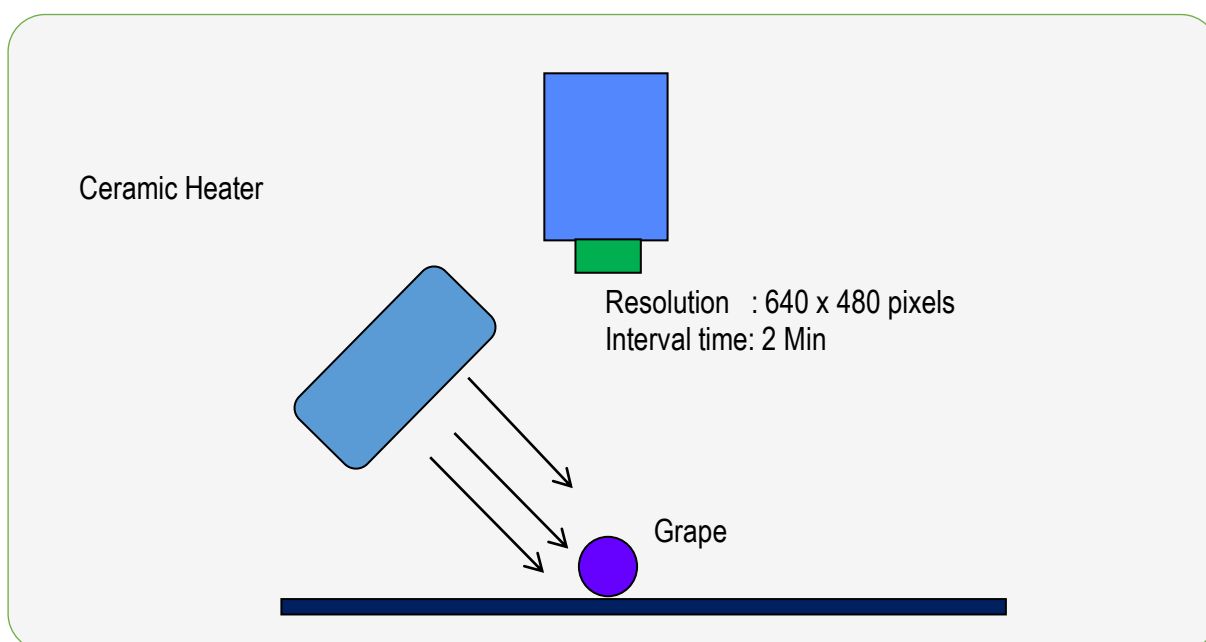 Ceramic Heater
Resolution   : 640 x 480 pixels
Interval time: 2 Min
Grape